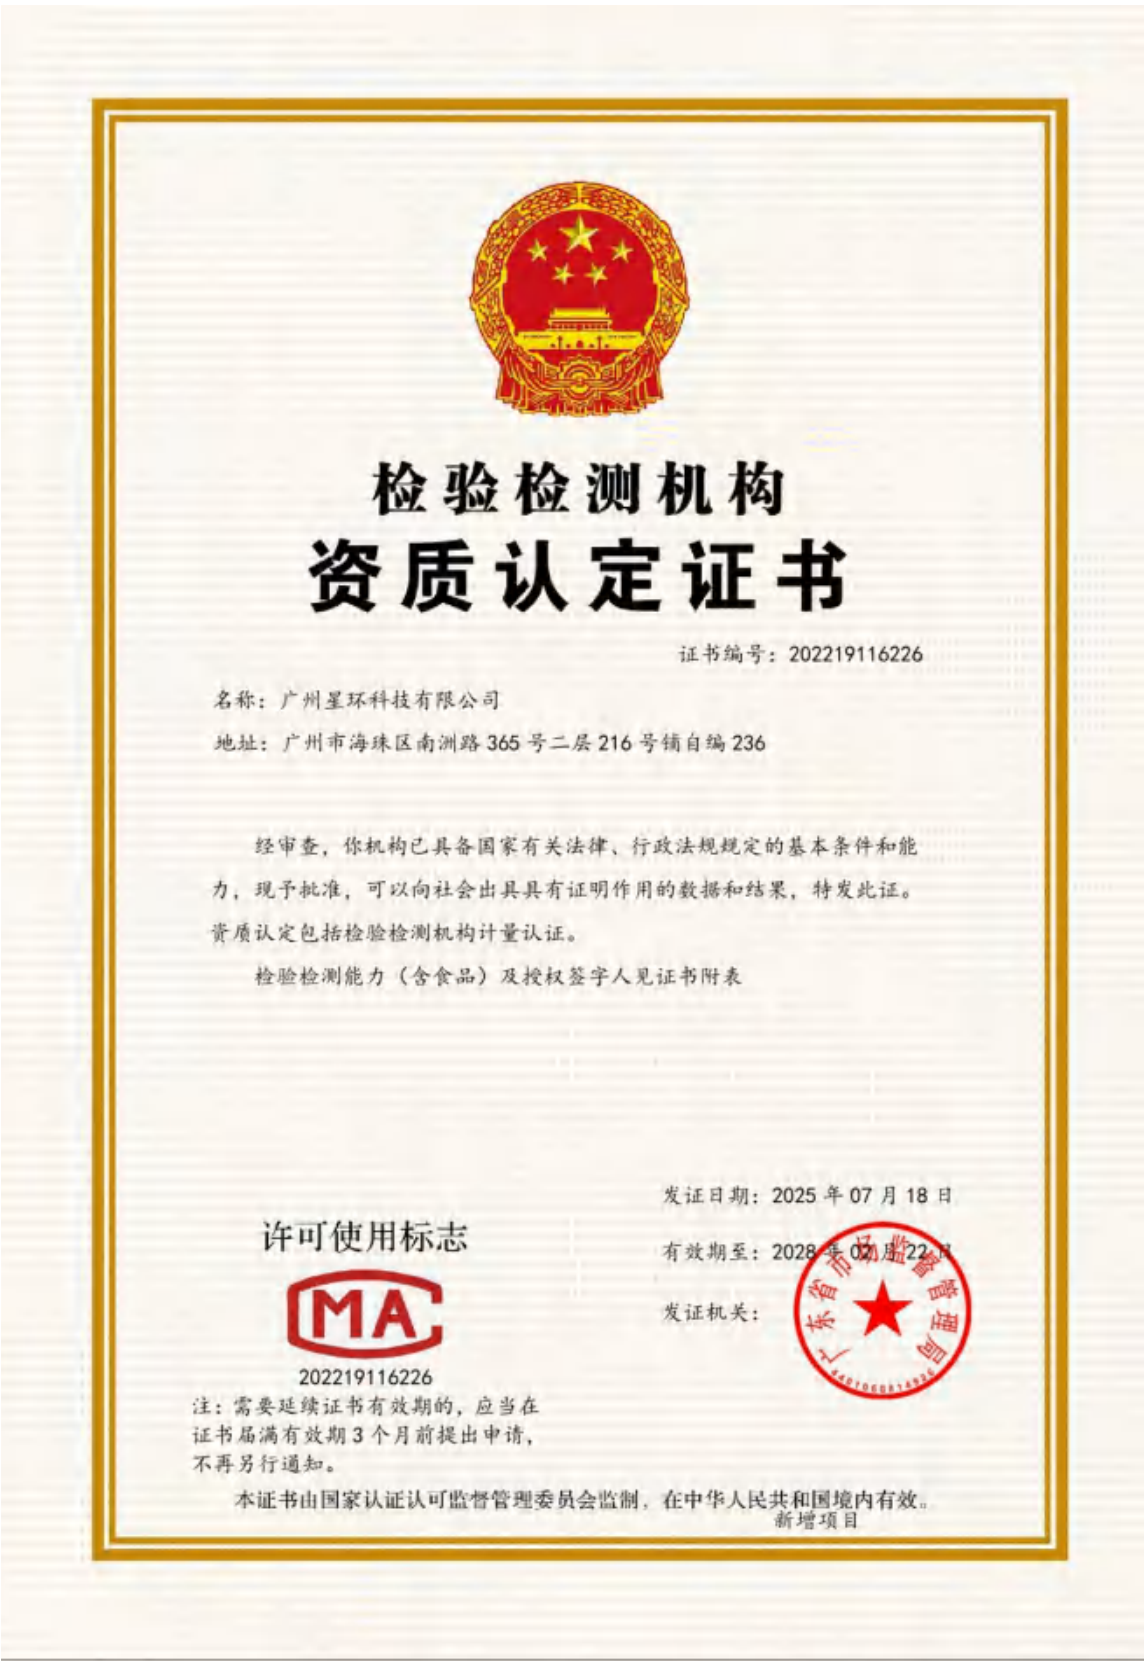 检验检测机构
资质认定证书
证书编号：202219116226
名称：广州星环科技有限公司
地址：广州市海珠区南洲路365号二层216号铺自编236
经审查，你机构已具备国家有关法律、行政法规规定的基本条件和能
力，现予批准，可以向社会出具具有证明作用的数据和结果，特发此证。
资质认定包括检验检测机构计量认证。
检验检测能力（含食品）及授权签字人见证书附表
许可使用标志
MA
202219116226
注：需要延续证书有效期的，应当在
证书届满有效期3个月前提出申请，
不再另行通知。
发证日期：2025年07月18日
有效期至：2028年02月22日
发证机关：
广东省市场监督管理局
本证书由国家认证认可监督管理委员会监制，在中华人民共和国境内有效。
新增项目